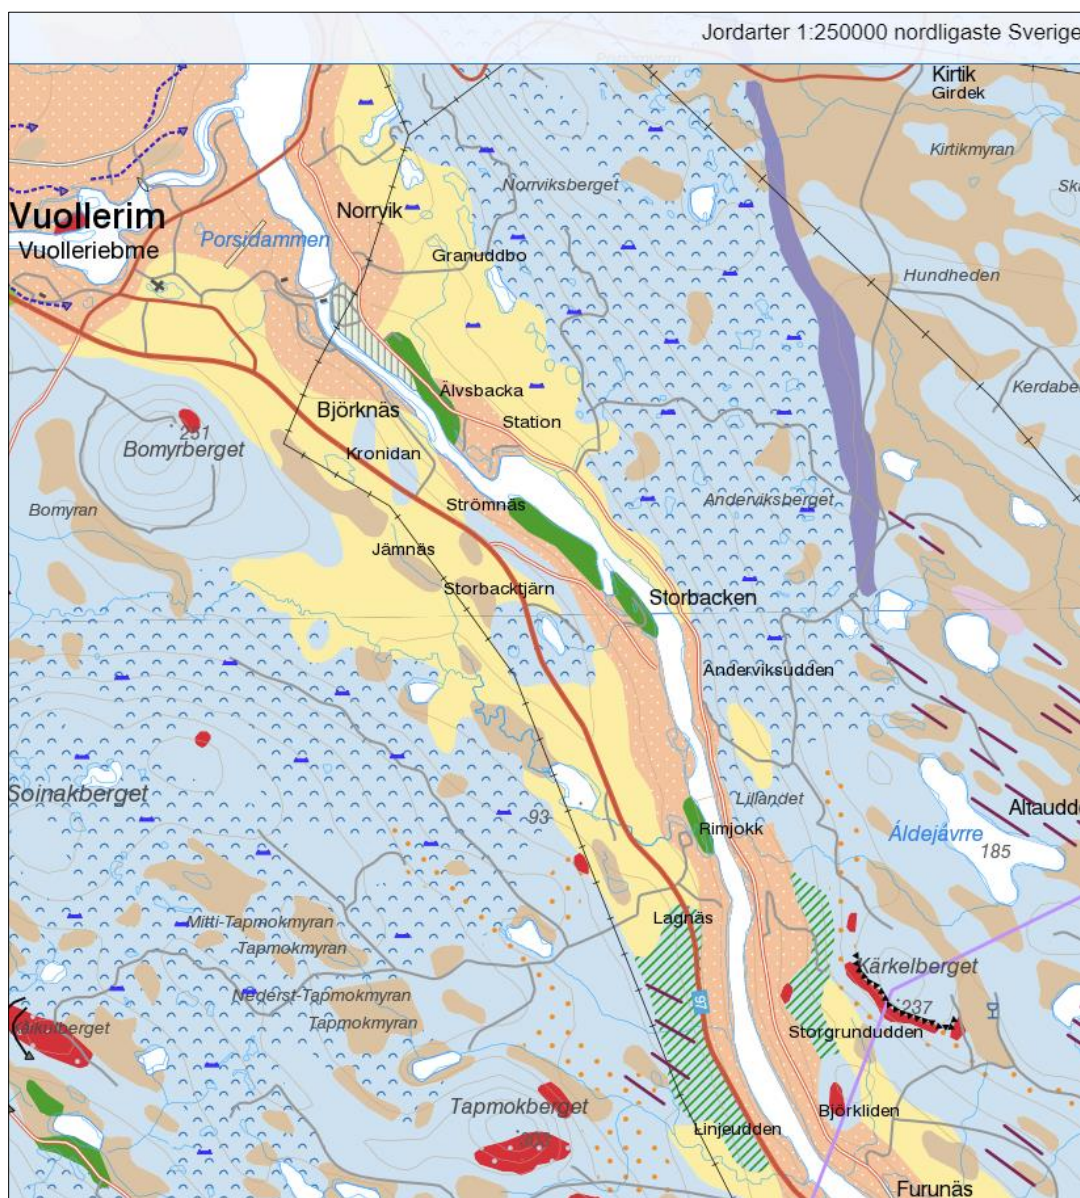 Jordarter 1:250000 nordligaste Sverige
Kirtik
Girdek
Kirtikmyran
Norrviksberget
Vuollerim
Norrvik
Vuolleriebme
Porsidammen
Granuddbo
Hundheden
Älvsbacka
Björknäs
Station
251
Bomyrberget
Kronidan
Bomyran
Strömnäs
Anderviksberget
Jämnäs
Storbacktjärn
Storbacken
Anderviksudden
Soinakberget
Lillandet
93
Rimjokk
Áldejávrre
185
Lagnäs
Mitti-Tapmokmyran
Tapmokmyran
Kärkelberget
Nederst-Tapmokmyran
97
237
Tapmokmyran
Storgrundudden
Tapmokberget
Björkliden
Linjeudden
Furunäs